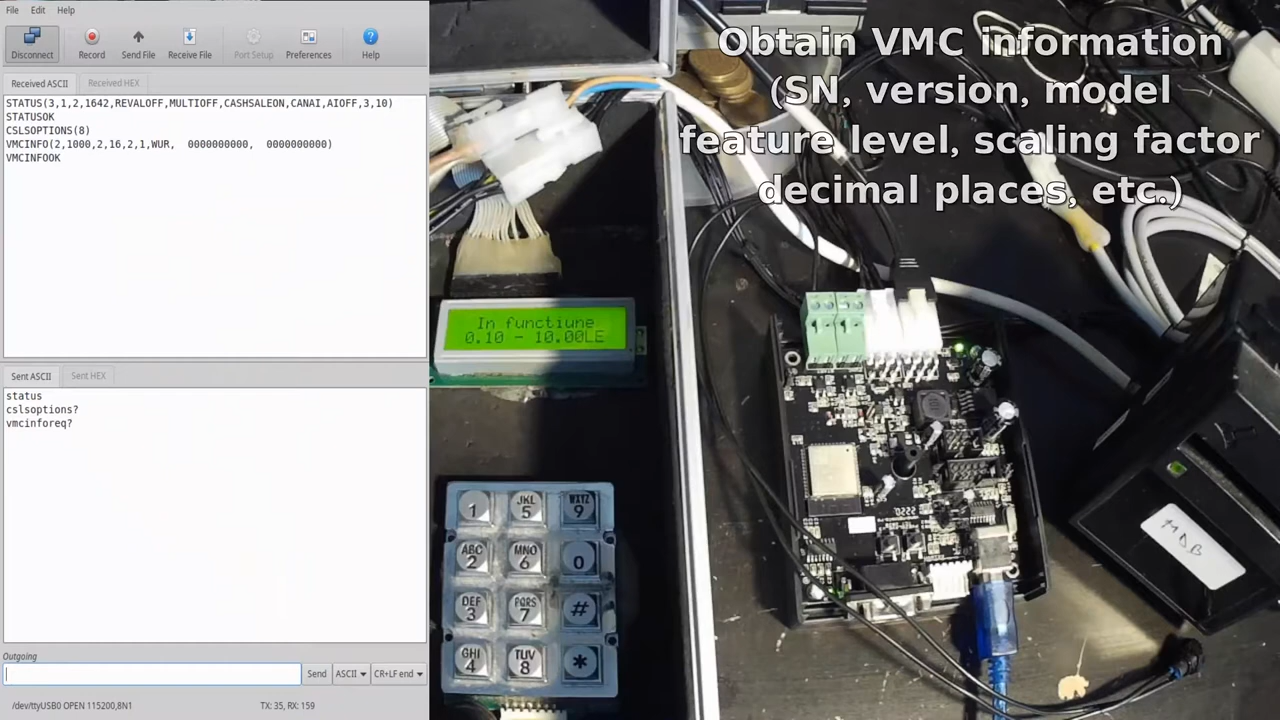 File Edit Help
Disconnect Record Send File Receive File Port Setup Preferences Help
Received ASCII Received HEX
STATUS(3,1,2,1642,REVALOFF,MULTIOFF,CASHSALEON,CANAI,AIOFF,3,10)
STATUSOK
CSLSOPTIONS(8)
VMCINFO(2,1000,2,16,2,1,WUR,  0000000000,  0000000000)
VMCINFOOK
Sent ASCII Sent HEX
status
cslsoptions?
vmcinforeq?
Outgoing
Send ASCII CR+LF end
/dev/ttyUSB0 OPEN 115200,8N1 TX: 35, RX: 159
Obtain VMC information
(SN, version, model
feature level, scaling factor
decimal places, etc.)
In functiune
0.10 - 10.00LE
1 JKL 5 WXYZ 9
ABC 2 MNO 6 0
DEF 3 PQRS 7 #
GHI 4 TUV 8 *
MDB